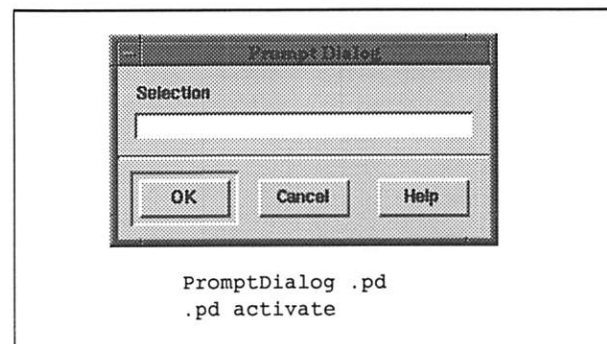 Prompt Dialog
Selection
OK Cancel Help
PromptDialog .pd
.pd activate